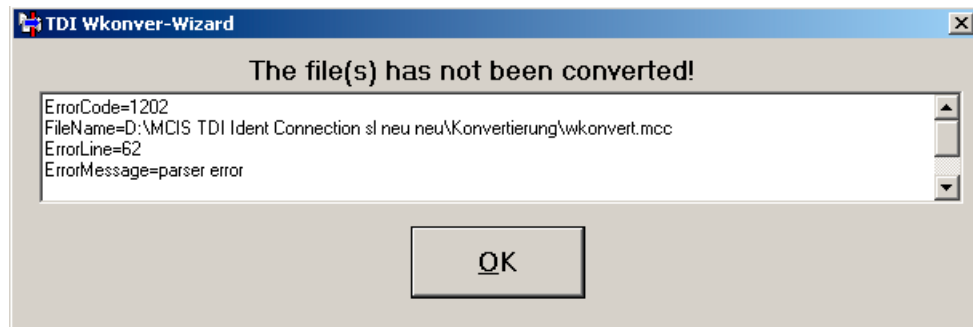 TDI Wkonver-Wizard
The file(s) has not been converted!
ErrorCode=1202
FileName=D:\MCIS TDI Ident Connection sl neu neu\Konvertierung\wkonvert.mcc
ErrorLine=62
ErrorMessage=parser error
OK